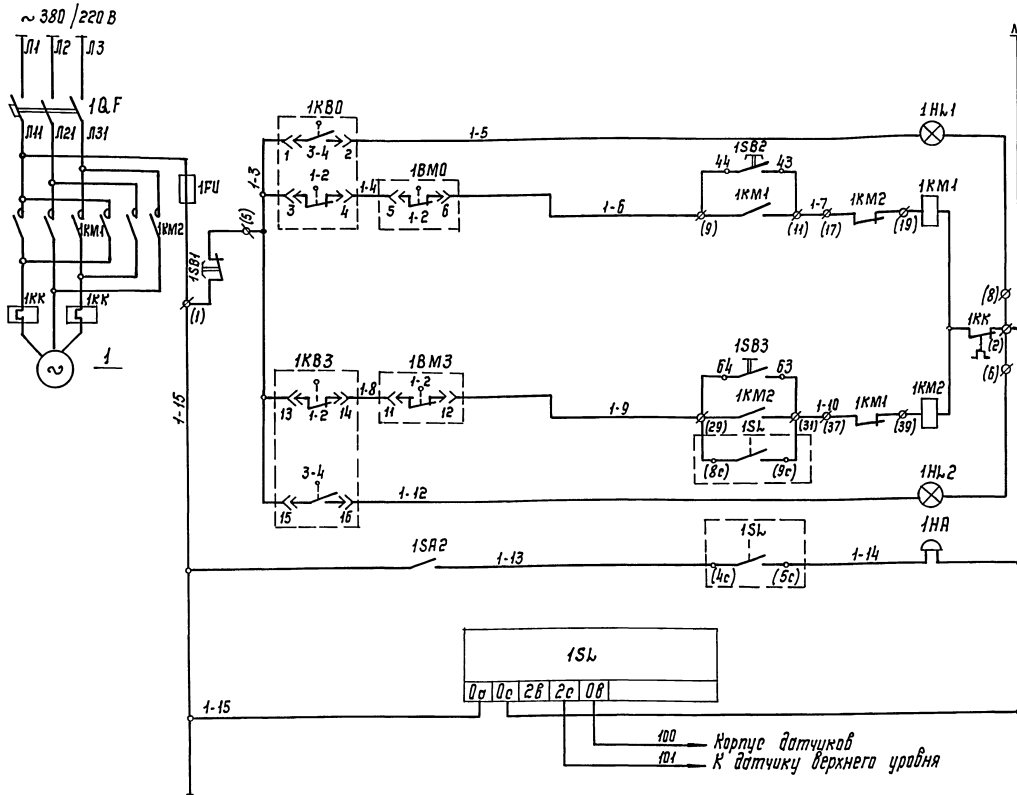 ~ 380 / 220 В
Л1 Л2 Л3
N
1QF
Л11 Л21 Л31
1КВ0
1-5
1HL1
1 3-4 2
1FU
1-3
1-2
1-4
1ВМ0
44 1SB2 43
3 4
5 1-2 6
1-6
1КМ1
1-7
1КМ2
1КМ1
(9) (11) (17) (19)
1КМ1 1КМ2
(5)
1SB1
(1)
(8)
1КК 1КК
1КК
(2)
1
(6)
1КВ3
1ВМ3
64 1SB3 63
1-8
1-2
13 1-2 14
11 12
1-9
1КМ2
1-10
1КМ1
1КМ2
(29) (31) (37) (39)
1SL
1-15
(8с) (9с)
3-4
1-12
1HL2
15 16
1SA2
1-13
1SL
1-14
1НА
(4с) (5с)
1SL
0а 0с 2в 2с 0в
1-15
100 Корпус датчиков
101 К датчику верхнего уровня